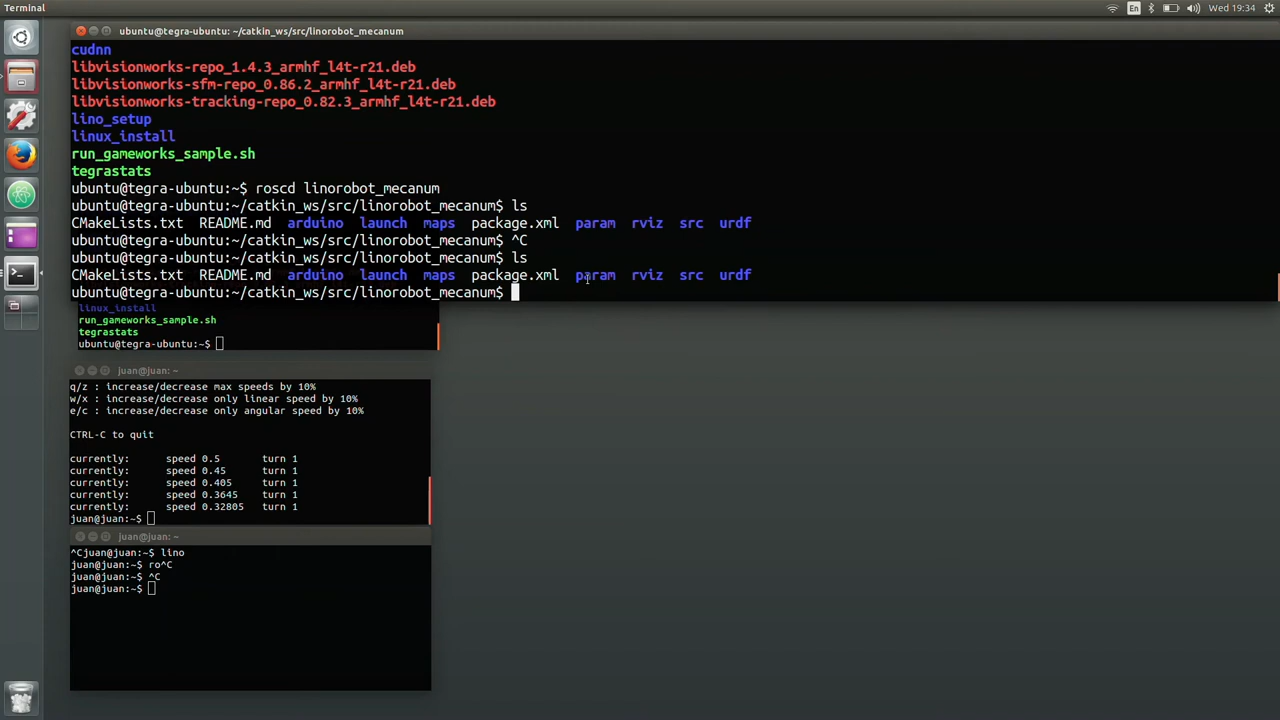 Terminal
En
Wed 19:34
ubuntu@tegra-ubuntu: ~/catkin_ws/src/linorobot_mecanum
cudnn
libvisionworks-repo_1.4.3_armhf_l4t-r21.deb
libvisionworks-sfm-repo_0.86.2_armhf_l4t-r21.deb
libvisionworks-tracking-repo_0.82.3_armhf_l4t-r21.deb
lino_setup
linux_install
run_gameworks_sample.sh
tegrastats
ubuntu@tegra-ubuntu:~$ roscd linorobot_mecanum
ubuntu@tegra-ubuntu:~/catkin_ws/src/linorobot_mecanum$ ls
CMakeLists.txt README.md arduino launch maps package.xml param rviz src urdf
ubuntu@tegra-ubuntu:~/catkin_ws/src/linorobot_mecanum$ ^C
ubuntu@tegra-ubuntu:~/catkin_ws/src/linorobot_mecanum$ ls
CMakeLists.txt README.md arduino launch maps package.xml param rviz src urdf
ubuntu@tegra-ubuntu:~/catkin_ws/src/linorobot_mecanum$
linux_install
run_gameworks_sample.sh
tegrastats
ubuntu@tegra-ubuntu:~$
juan@juan: ~
q/z : increase/decrease max speeds by 10%
w/x : increase/decrease only linear speed by 10%
e/c : increase/decrease only angular speed by 10%
CTRL-C to quit
currently: speed 0.5 turn 1
currently: speed 0.45 turn 1
currently: speed 0.405 turn 1
currently: speed 0.3645 turn 1
currently: speed 0.32805 turn 1
juan@juan:~$
juan@juan: ~
^Cjuan@juan:~$ lino
juan@juan:~$ ro^C
juan@juan:~$ ^C
juan@juan:~$